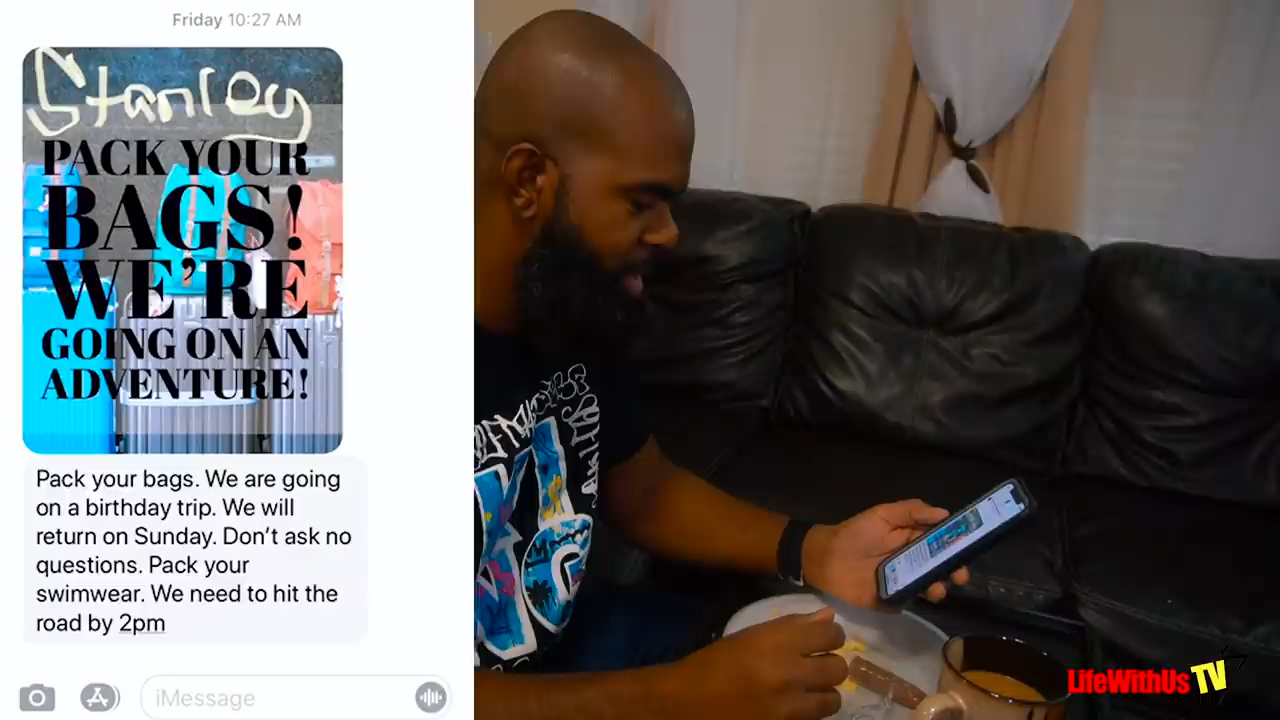 Friday 10:27 AM
Stanley
PACK YOUR
BAGS!
WE'RE
GOING ON AN
ADVENTURE!
Pack your bags. We are going
on a birthday trip. We will
return on Sunday. Don't ask no
questions. Pack your
swimwear. We need to hit the
road by 2pm
iMessage
LifeWithUsTV